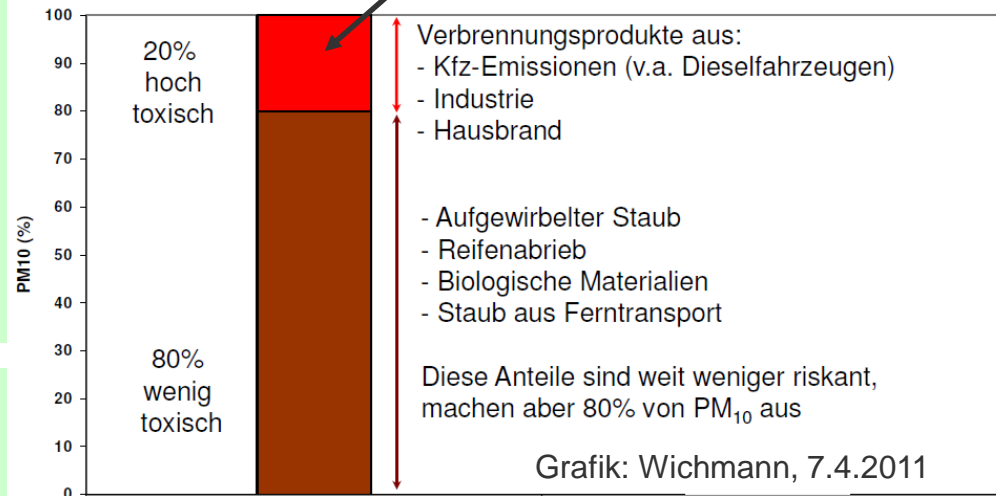 PM10 (%)
100
90
80
70
60
50
40
30
20
10
0
20%
hoch
toxisch
80%
wenig
toxisch
Verbrennungsprodukte aus:
- Kfz-Emissionen (v.a. Dieselfahrzeugen)
- Industrie
- Hausbrand
- Aufgewirbelter Staub
- Reifenabrieb
- Biologische Materialien
- Staub aus Ferntransport
Diese Anteile sind weit weniger riskant,
machen aber 80% von PM₁₀ aus
Grafik: Wichmann, 7.4.2011